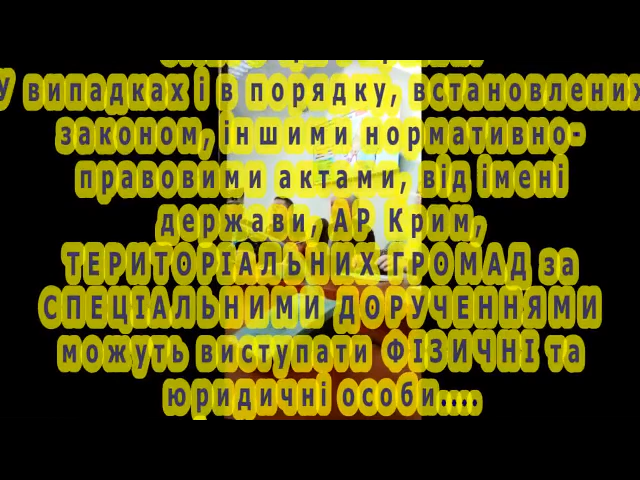 У випадках і в порядку, встановлених
законом, іншими нормативно-
правовими актами, від імені
держави, АР Крим,
ТЕРИТОРІАЛЬНИХ ГРОМАД за
СПЕЦІАЛЬНИМИ ДОРУЧЕННЯМИ
можуть виступати ФІЗИЧНІ та
юридичні особи....